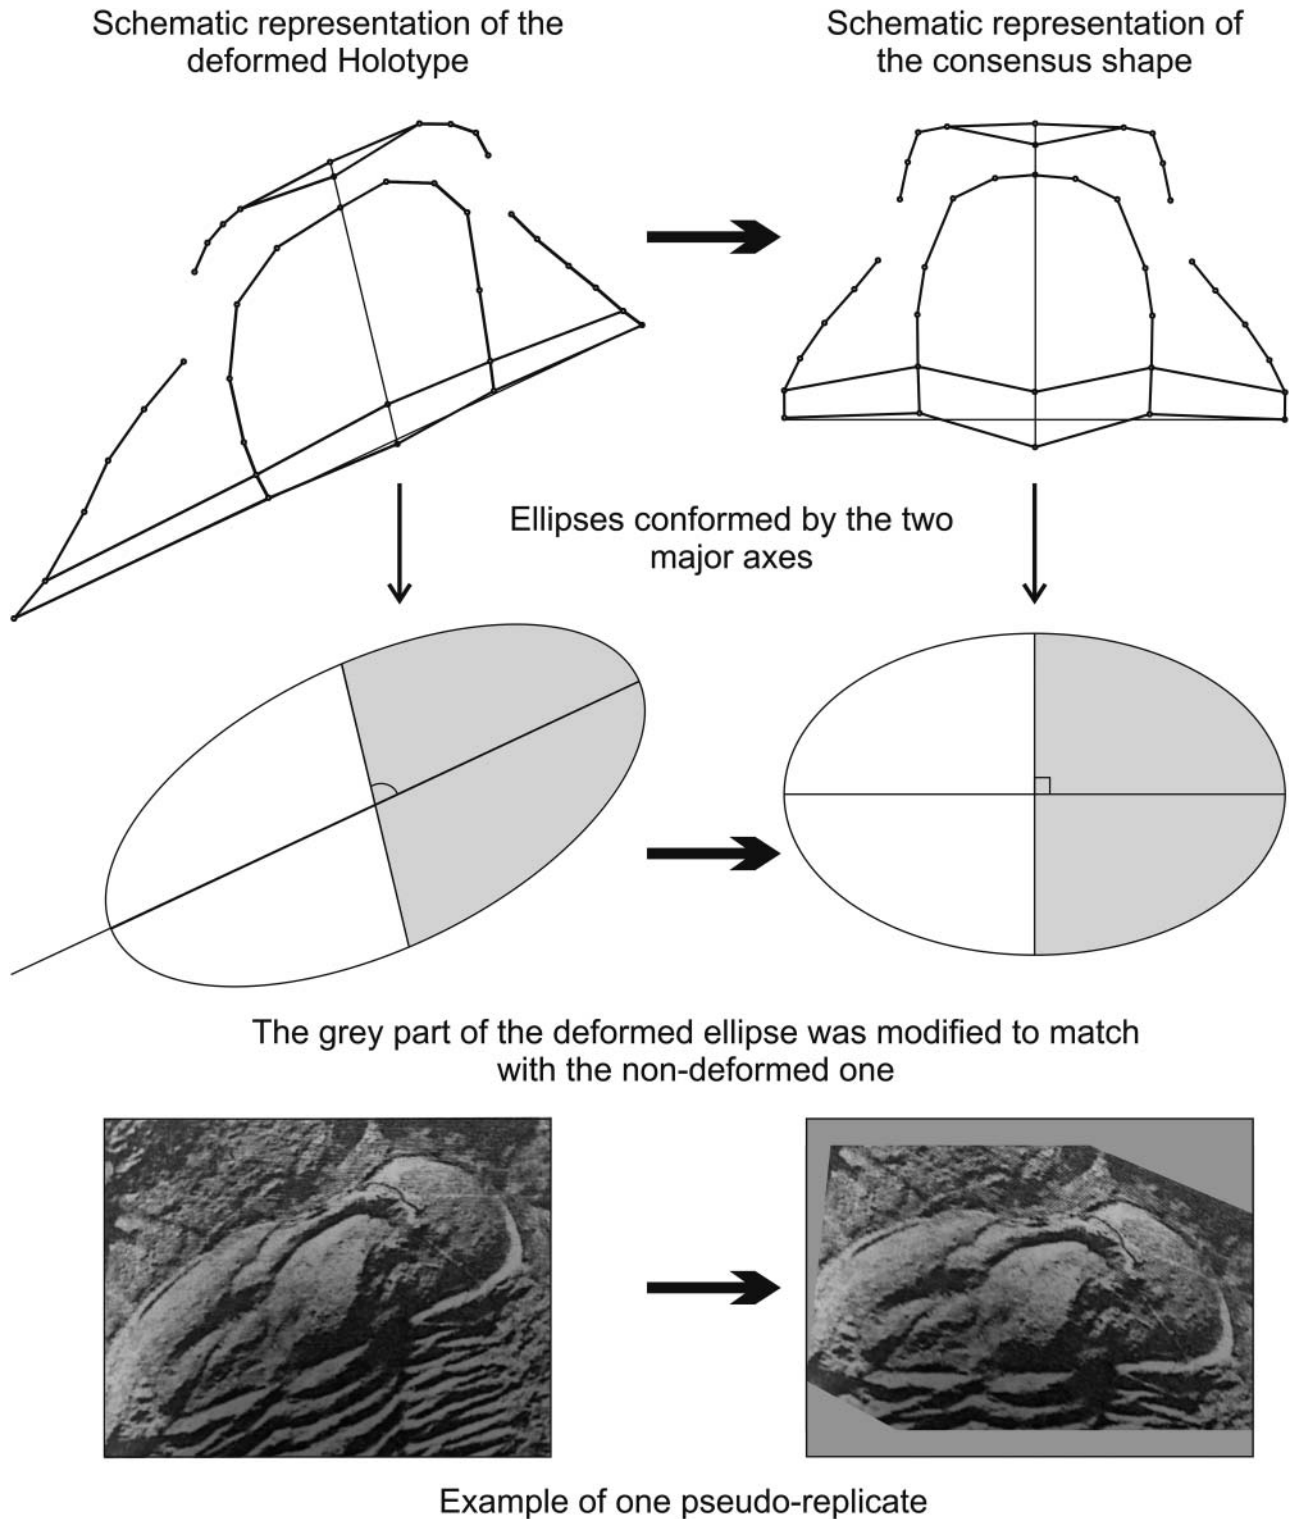 Schematic representation of the
deformed Holotype
Schematic representation of
the consensus shape
Ellipses conformed by the two
major axes
The grey part of the deformed ellipse was modified to match
with the non-deformed one
Example of one pseudo-replicate